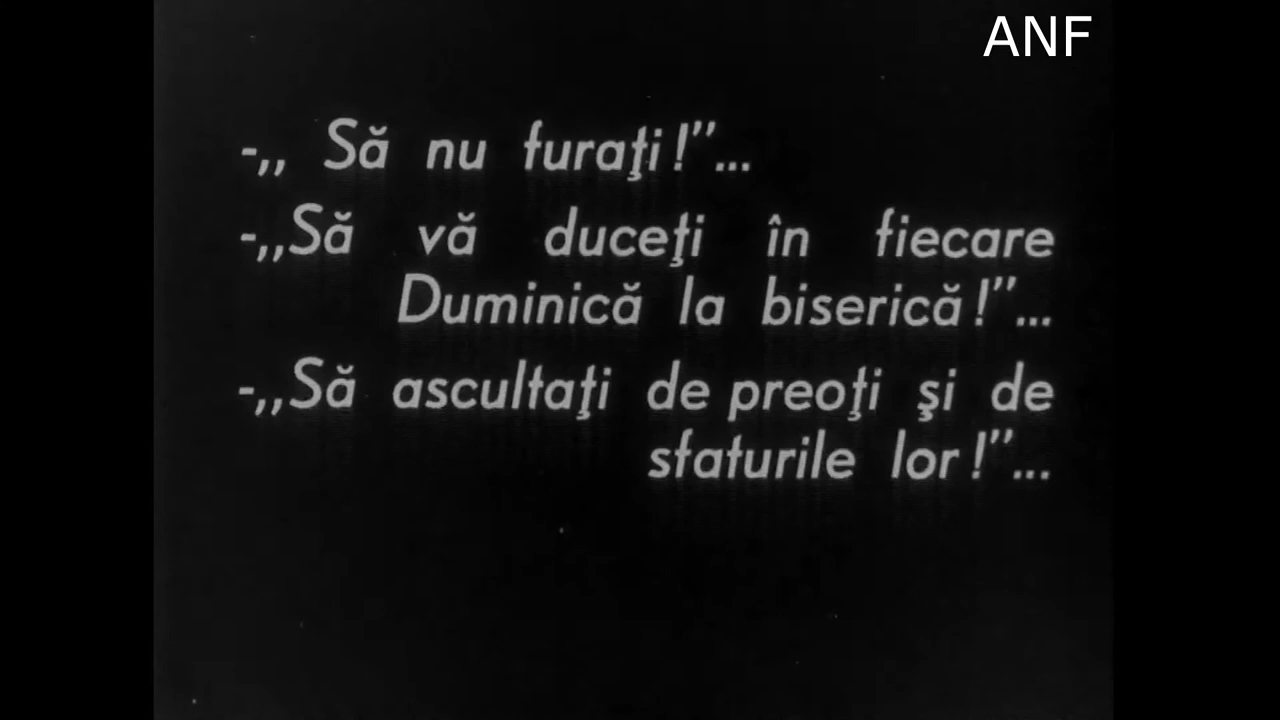 ANF
-,, Să nu furaţi!”...
-,,Să vă duceţi în fiecare
Duminică la biserică!”...
-,,Să ascultaţi de preoţi şi de
sfaturile lor!”...